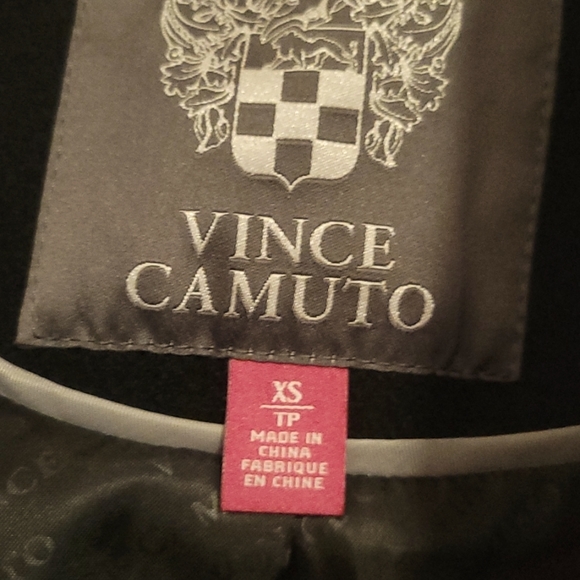 VINCE
CAMUTO
XS
TP
MADE IN
CHINA
FABRIQUE
EN CHINE